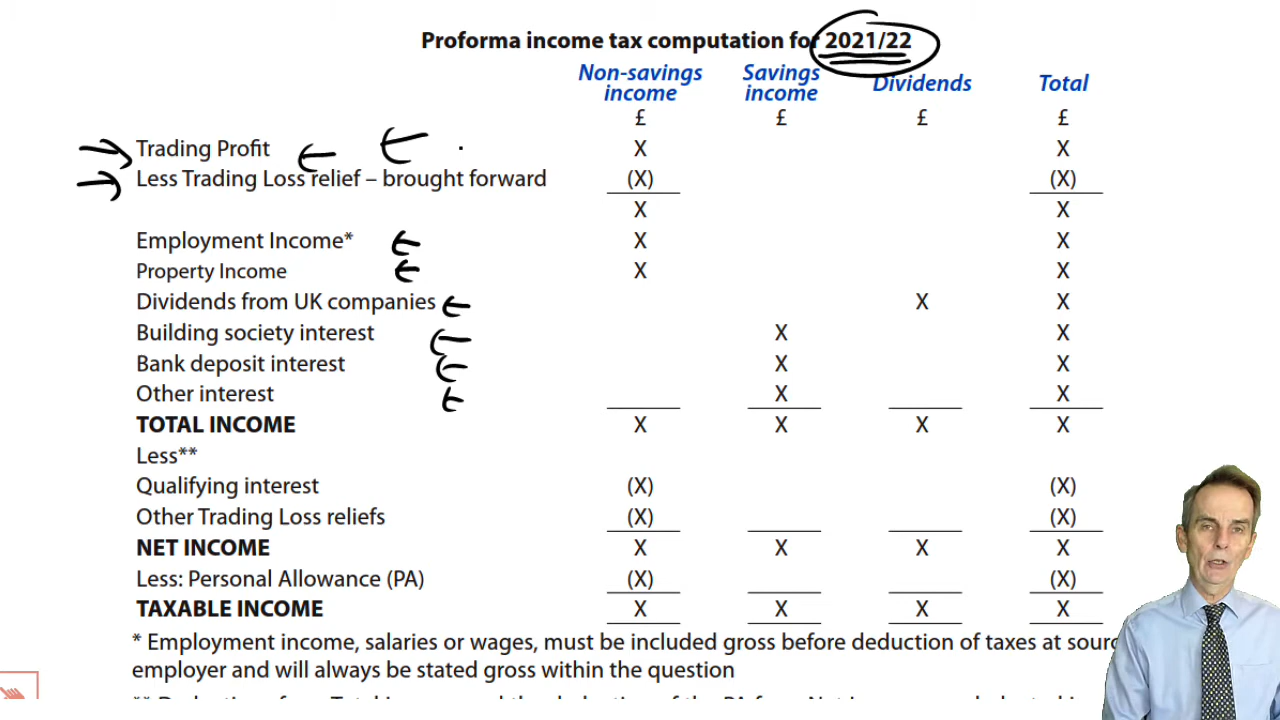 Proforma income tax computation for 2021/22
Non-savings income Savings income Dividends Total
£ £ £ £
Trading Profit X X
Less Trading Loss relief – brought forward (X) (X)
X X
Employment Income* X X
Property Income X X
Dividends from UK companies X X
Building society interest X X
Bank deposit interest X X
Other interest X X
TOTAL INCOME X X X X
Less**
Qualifying interest (X) (X)
Other Trading Loss reliefs (X) (X)
NET INCOME X X X X
Less: Personal Allowance (PA) (X) (X)
TAXABLE INCOME X X X X
* Employment income, salaries or wages, must be included gross before deduction of taxes at
employer and will always be stated gross within the question